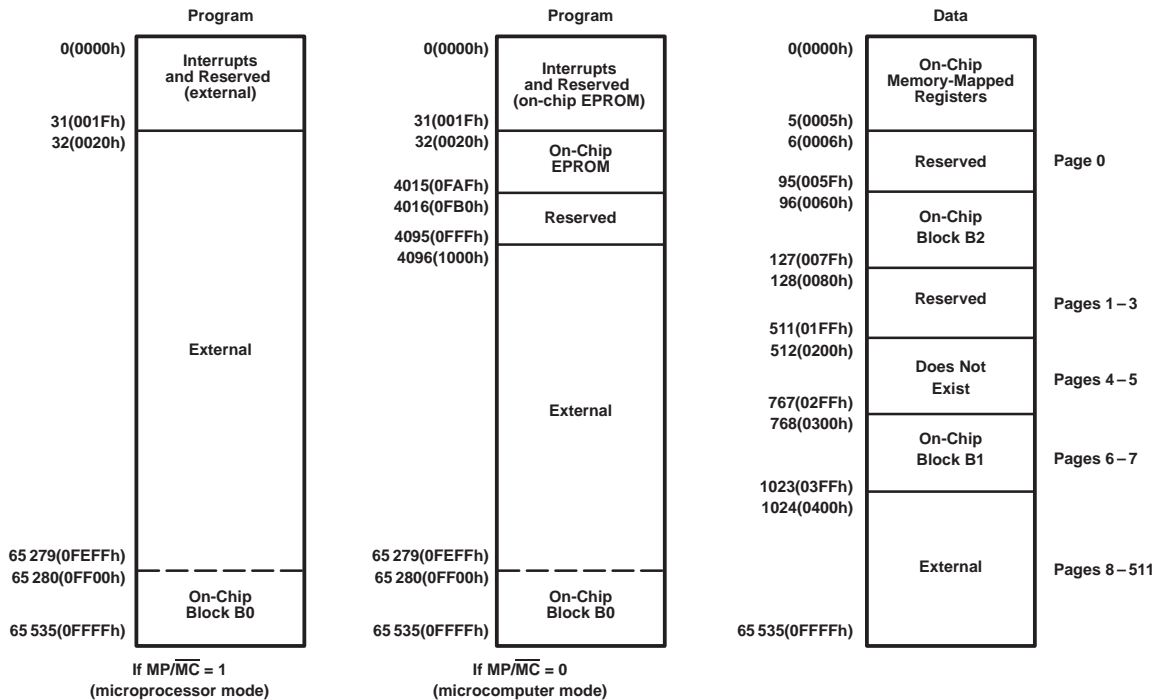 Program
0(0000h)
Interrupts
and Reserved
(external)
31(001Fh)
32(0020h)
External
65 279(0FEFFh)
65 280(0FF00h)
On-Chip
Block B0
65 535(0FFFFh)
If MP/M̅C̅ = 1
(microprocessor mode)
Program
0(0000h)
Interrupts
and Reserved
(on-chip EPROM)
31(001Fh)
32(0020h)
On-Chip
EPROM
4015(0FAFh)
4016(0FB0h)
Reserved
4095(0FFFh)
4096(1000h)
External
65 279(0FEFFh)
65 280(0FF00h)
On-Chip
Block B0
65 535(0FFFFh)
If MP/M̅C̅ = 0
(microcomputer mode)
Data
0(0000h)
On-Chip
Memory-Mapped
Registers
5(0005h)
6(0006h)
Reserved
Page 0
95(005Fh)
96(0060h)
On-Chip
Block B2
127(007Fh)
128(0080h)
Reserved
Pages 1 – 3
511(01FFh)
512(0200h)
Does Not
Exist
Pages 4 – 5
767(02FFh)
768(0300h)
On-Chip
Block B1
Pages 6 – 7
1023(03FFh)
1024(0400h)
External
Pages 8 – 511
65 535(0FFFFh)